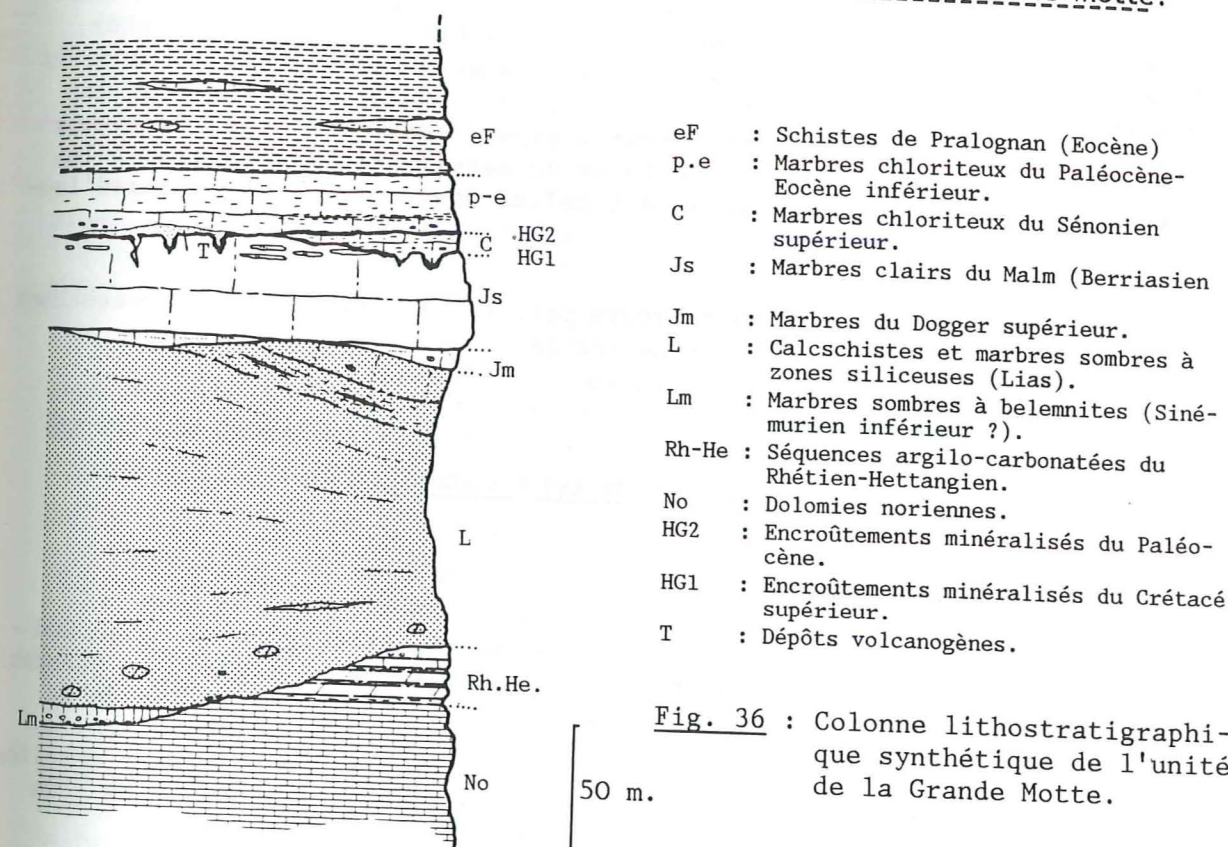 Motte.
eF
p-e
HG2
C
HG1
T
Js
Jm
L
Rh.He.
Lm
No
50 m.
eF : Schistes de Pralognan (Eocène)
p.e : Marbres chloriteux du Paléocène-
Eocène inférieur.
C : Marbres chloriteux du Sénonien
supérieur.
Js : Marbres clairs du Malm (Berriasien
Jm : Marbres du Dogger supérieur.
L : Calcschistes et marbres sombres à
zones siliceuses (Lias).
Lm : Marbres sombres à belemnites (Siné-
murien inférieur ?).
Rh-He : Séquences argilo-carbonatées du
Rhétien-Hettangien.
No : Dolomies noriennes.
HG2 : Encroûtements minéralisés du Paléo-
cène.
HG1 : Encroûtements minéralisés du Crétacé
supérieur.
T : Dépôts volcanogènes.
Fig. 36 : Colonne lithostratigraphi-
que synthétique de l'unité
de la Grande Motte.